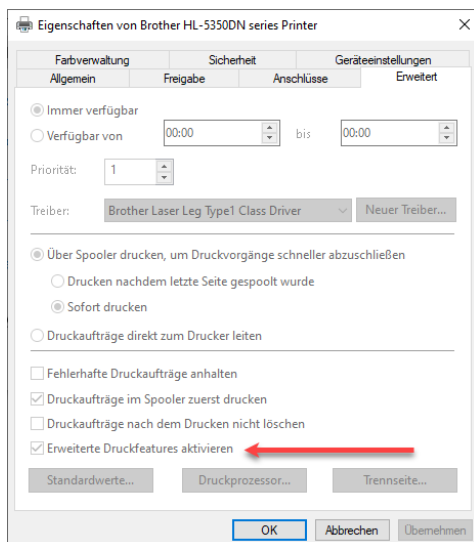 Eigenschaften von Brother HL-5350DN series Printer
Farbverwaltung Sicherheit Geräteeinstellungen
Allgemein Freigabe Anschlüsse Erweitert
Immer verfügbar
Verfügbar von 00:00 bis 00:00
Priorität: 1
Treiber: Brother Laser Leg Type1 Class Driver Neuer Treiber...
Über Spooler drucken, um Druckvorgänge schneller abzuschließen
Drucken nachdem letzte Seite gespoolt wurde
Sofort drucken
Druckaufträge direkt zum Drucker leiten
Fehlerhafte Druckaufträge anhalten
Druckaufträge im Spooler zuerst drucken
Druckaufträge nach dem Drucken nicht löschen
Erweiterte Druckfeatures aktivieren
Standardwerte... Druckprozessor... Trennseite...
OK Abbrechen Übernehmen